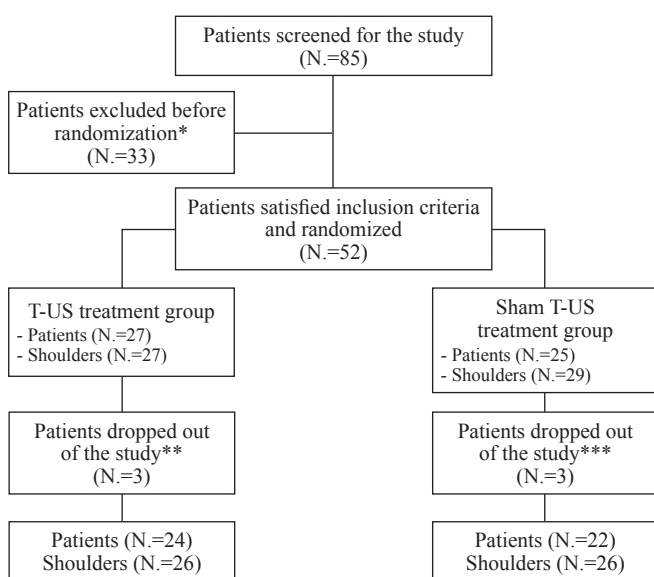 Patients screened for the study
(N.=85)
Patients excluded before
randomization*
(N.=33)
Patients satisfied inclusion criteria
and randomized
(N.=52)
T-US treatment group
- Patients (N.=27)
- Shoulders (N.=27)
Sham T-US
treatment group
- Patients (N.=25)
- Shoulders (N.=29)
Patients dropped out
of the study**
(N.=3)
Patients dropped out
of the study***
(N.=3)
Patients (N.=24)
Shoulders (N.=26)
Patients (N.=22)
Shoulders (N.=26)